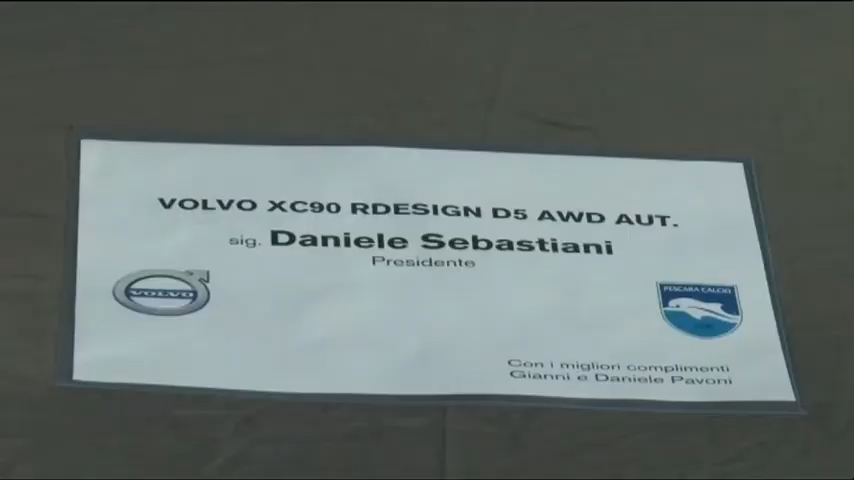 VOLVO XC90 RDESIGN D5 AWD AUT.
sig. Daniele Sebastiani
Presidente
VOLVO
PESCARA CALCIO
Con i migliori complimenti
Gianni e Daniele Pavoni